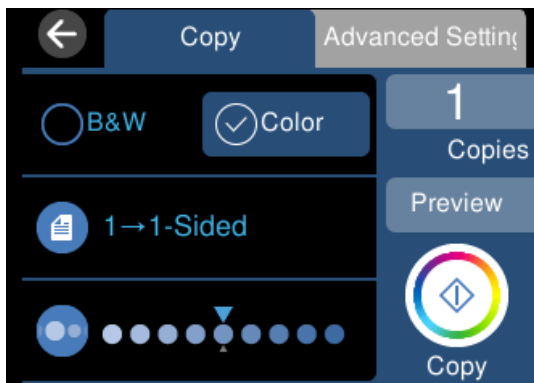 Copy
Advanced Setting
B&W
Color
1
Copies
1→1-Sided
Preview
Copy